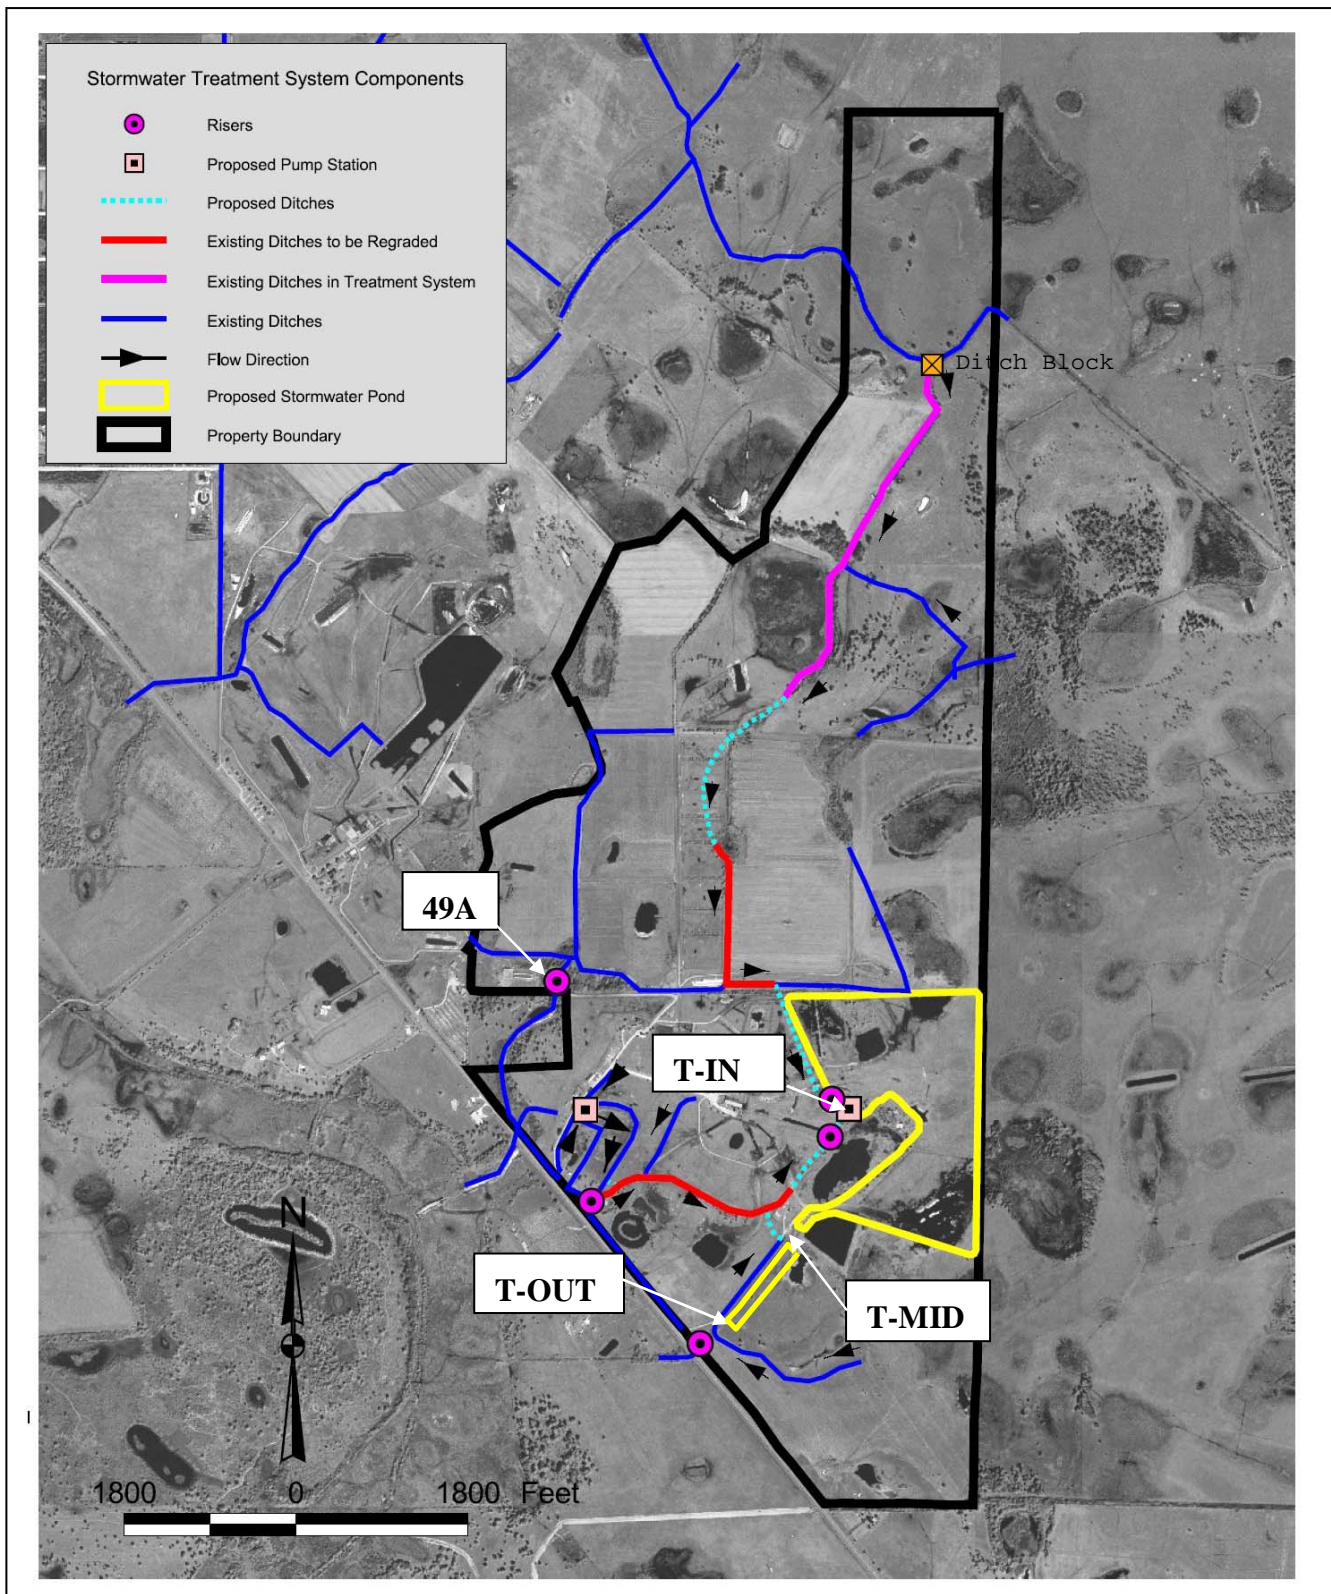 Stormwater Treatment System Components
Risers
Proposed Pump Station
Proposed Ditches
Existing Ditches to be Regraded
Existing Ditches in Treatment System
Existing Ditches
Flow Direction
Proposed Stormwater Pond
Property Boundary
Ditch Block
49A
T-IN
T-OUT
T-MID
N
1800 0 1800 Feet